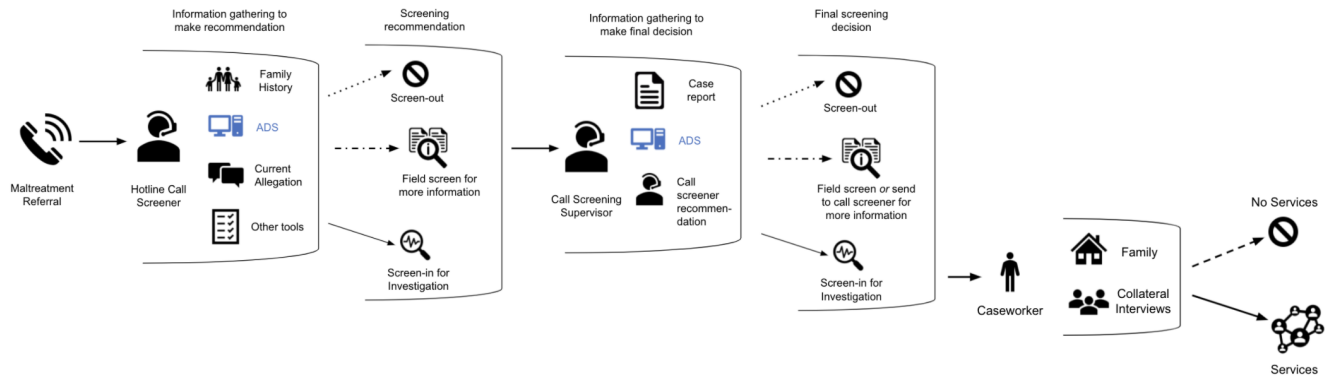 Information gathering to
make recommendation
Screening
recommendation
Information gathering to
make final decision
Final screening
decision
Maltreatment
Referral
Hotline Call
Screener
Family
History
ADS
Current
Allegation
Other tools
Screen-out
Field screen for
more information
Screen-in for
Investigation
Call Screening
Supervisor
Case
report
ADS
Call
screener
recommen-
dation
Screen-out
Field screen or send
to call screener for
more information
Screen-in for
Investigation
Caseworker
Family
Collateral
Interviews
No Services
Services